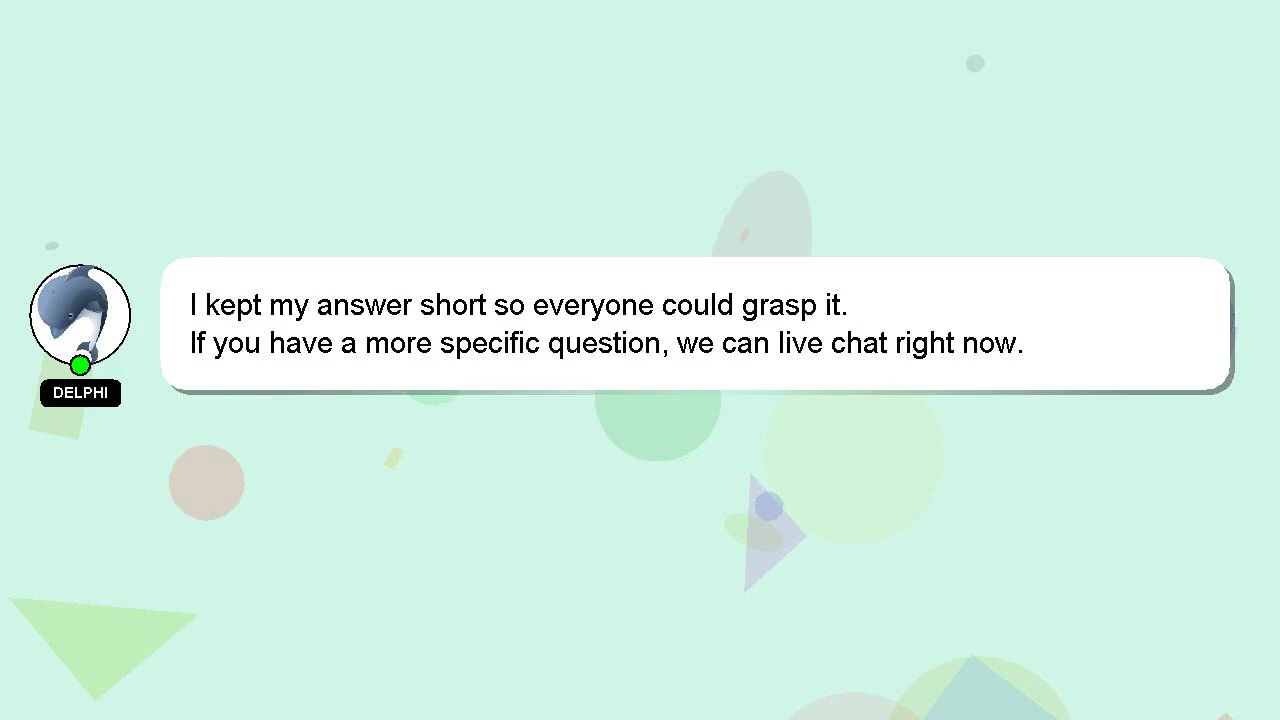 I kept my answer short so everyone could grasp it.
If you have a more specific question, we can live chat right now.
DELPHI